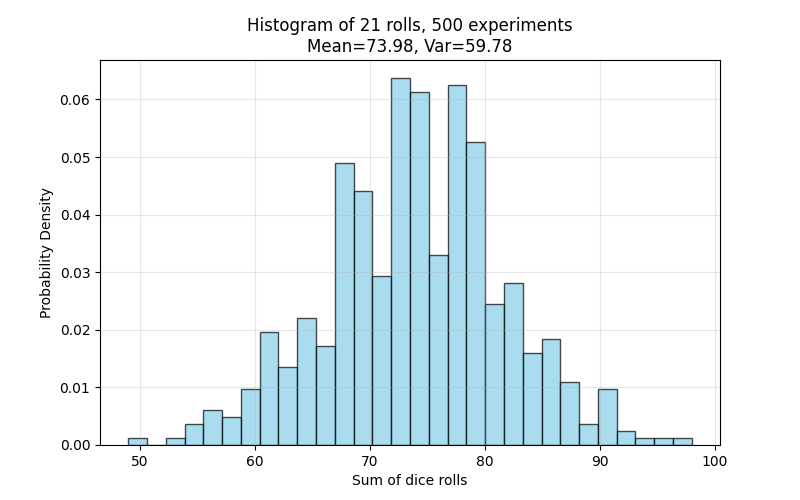 Histogram of 21 rolls, 500 experiments
Mean=73.98, Var=59.78
0.06
0.05
0.04
0.03
0.02
0.01
0.00
Probability Density
50 60 70 80 90 100
Sum of dice rolls